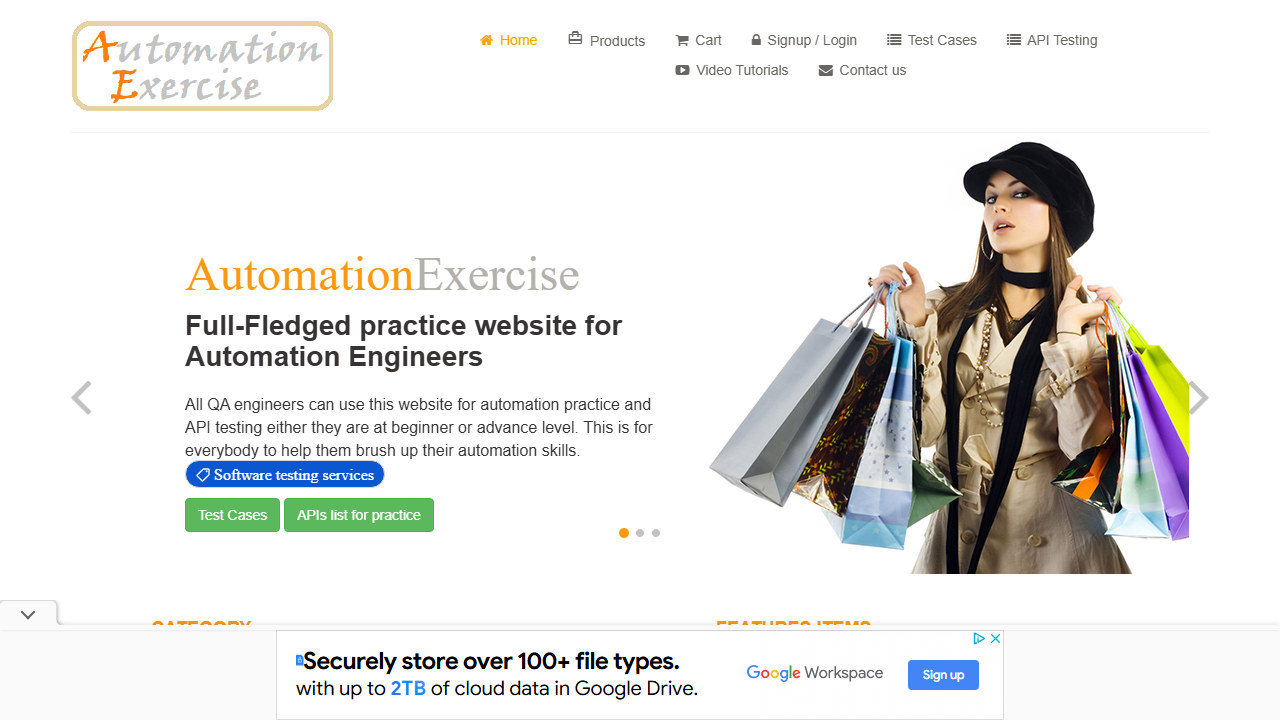 Automation
Exercise
Home
Products
Cart
Signup / Login
Test Cases
API Testing
Video Tutorials
Contact us
AutomationExercise
Full-Fledged practice website for
Automation Engineers
All QA engineers can use this website for automation practice and
API testing either they are at beginner or advance level. This is for
everybody to help them brush up their automation skills.
Software testing services
Test Cases
APIs list for practice
CATEGORY
FEATURES ITEMS
Securely store over 100+ file types.
with up to 2TB of cloud data in Google Drive.
Google Workspace
Sign up